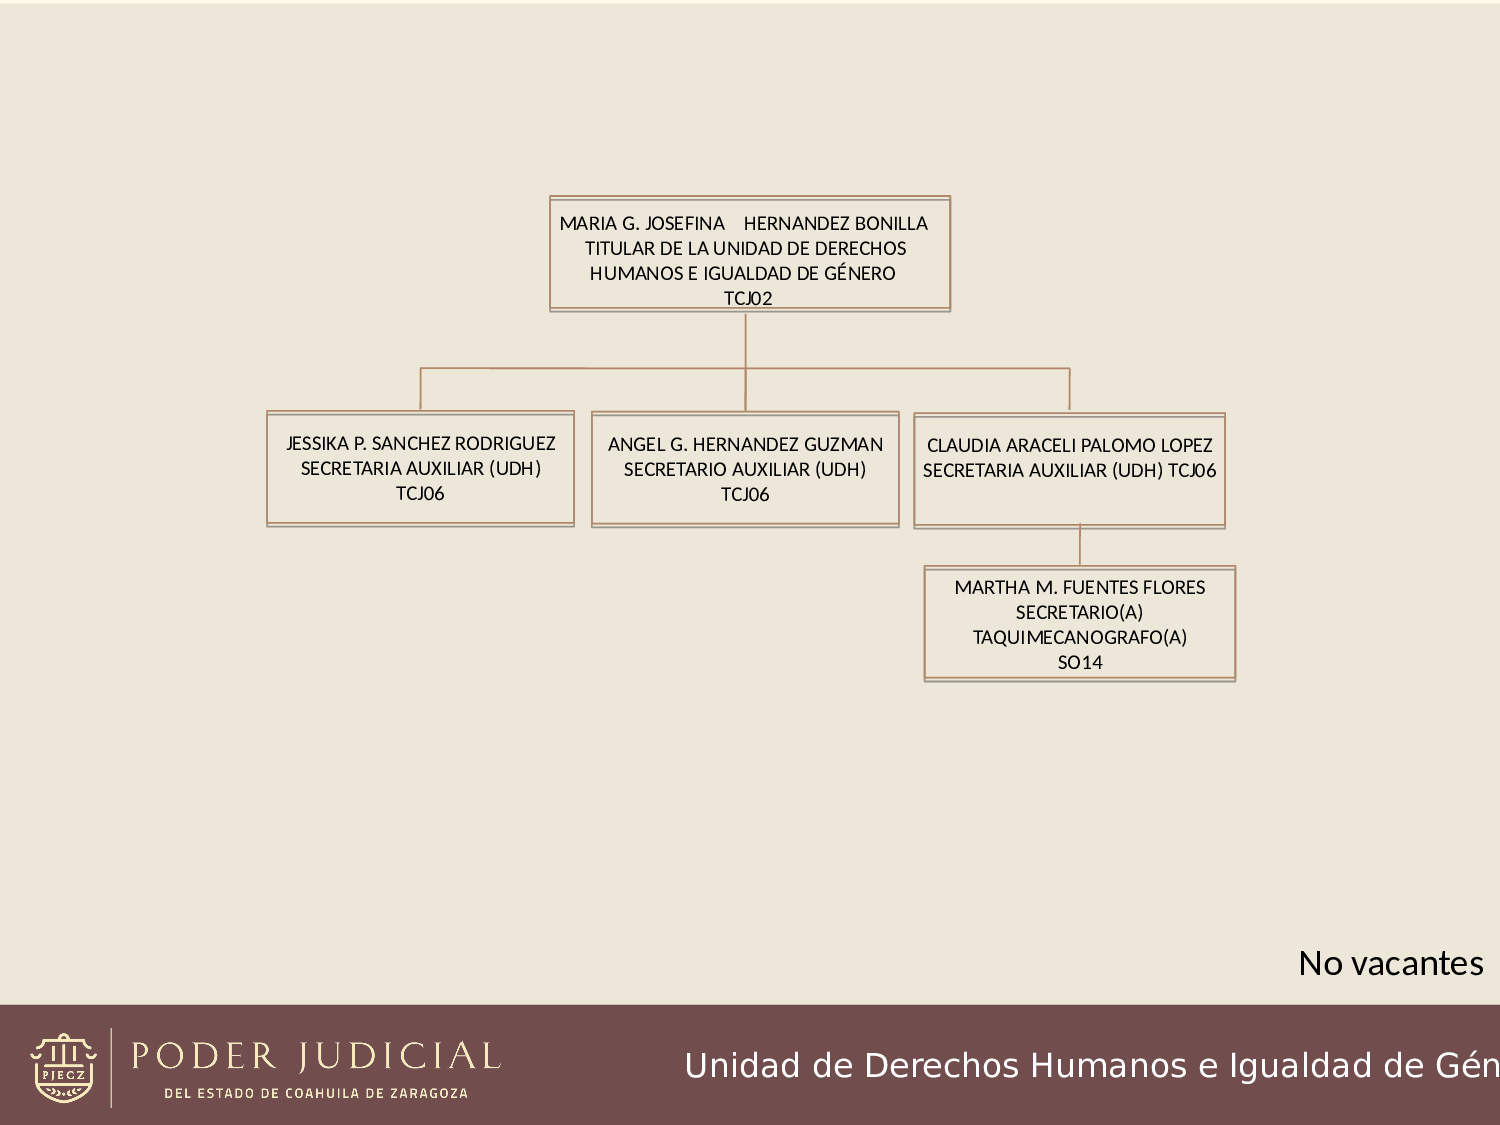 MARIA G. JOSEFINA HERNANDEZ BONILLA
TITULAR DE LA UNIDAD DE DERECHOS
HUMANOS E IGUALDAD DE GÉNERO
TCJ02
JESSIKA P. SANCHEZ RODRIGUEZ
SECRETARIA AUXILIAR (UDH)
TCJ06
ANGEL G. HERNANDEZ GUZMAN
SECRETARIO AUXILIAR (UDH)
TCJ06
CLAUDIA ARACELI PALOMO LOPEZ
SECRETARIA AUXILIAR (UDH) TCJ06
MARTHA M. FUENTES FLORES
SECRETARIO(A)
TAQUIMECANOGRAFO(A)
SO14
No vacantes
PJECZ
PODER JUDICIAL
DEL ESTADO DE COAHUILA DE ZARAGOZA
Unidad de Derechos Humanos e Igualdad de Gén